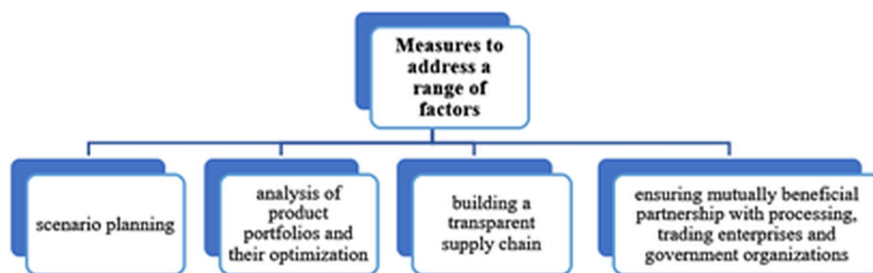 Measures to
address a
range of
factors
scenario planning
analysis of
product
portfolios and
their optimization
building a
transparent
supply chain
ensuring mutually beneficial
partnership with processing,
trading enterprises and
government organizations